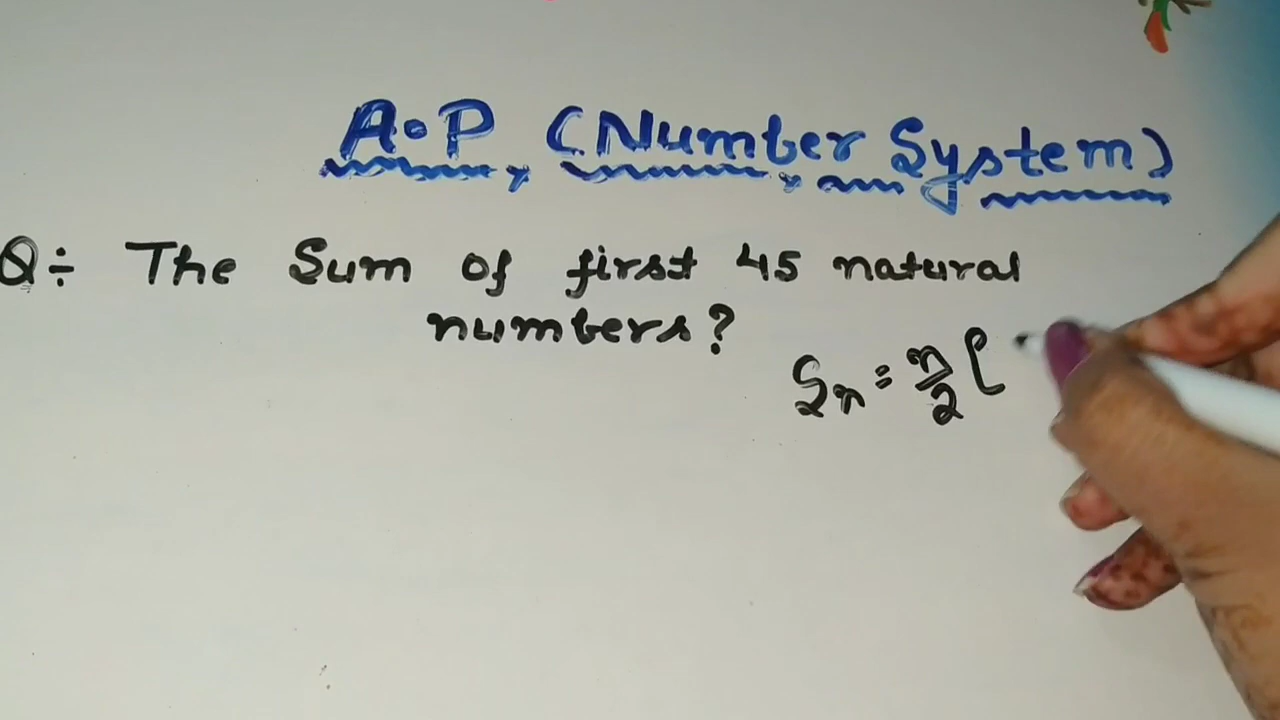 A.P (Number System)
Q÷ The Sum of first 45 natural
numbers?
Sn = n/2 [